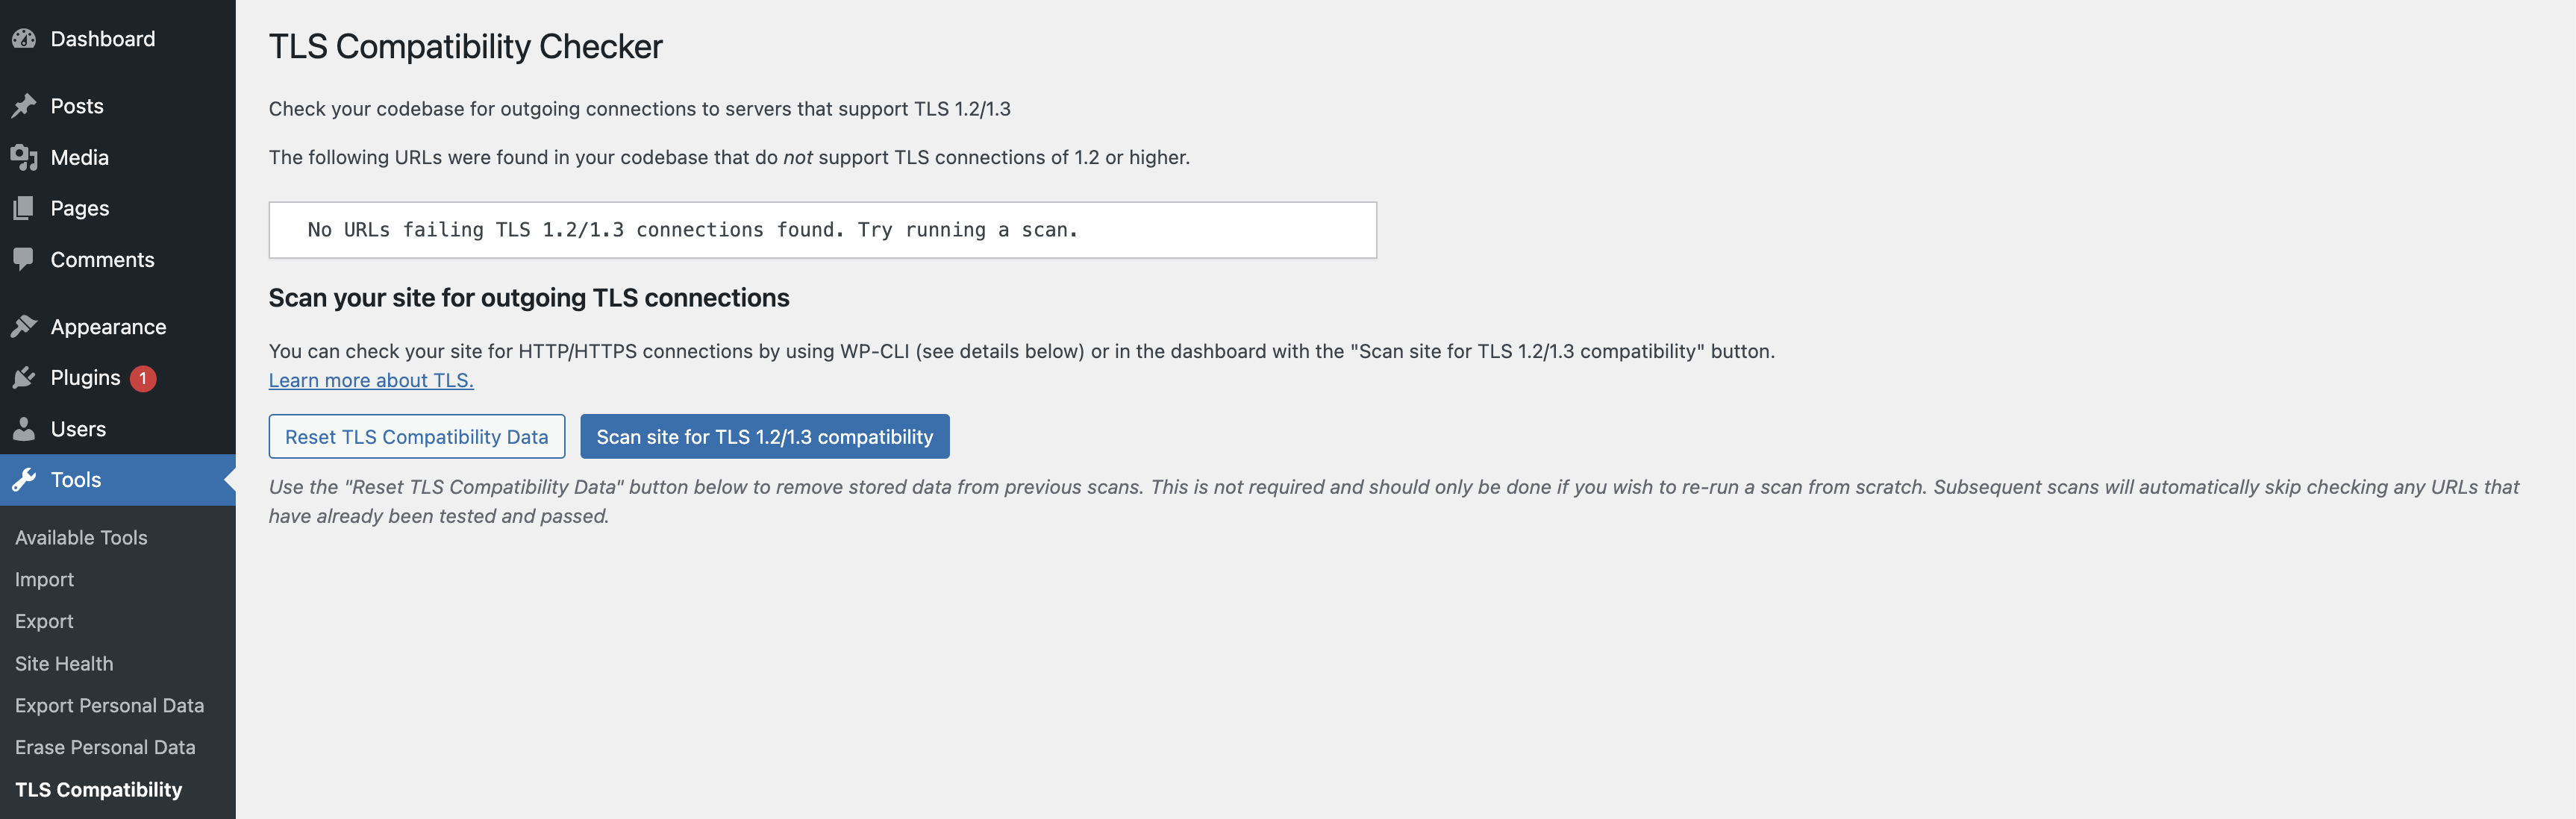 Dashboard
Posts
Media
Pages
Comments
Appearance
Plugins 1
Users
Tools
Available Tools
Import
Export
Site Health
Export Personal Data
Erase Personal Data
TLS Compatibility
TLS Compatibility Checker
Check your codebase for outgoing connections to servers that support TLS 1.2/1.3
The following URLs were found in your codebase that do not support TLS connections of 1.2 or higher.
No URLs failing TLS 1.2/1.3 connections found. Try running a scan.
Scan your site for outgoing TLS connections
You can check your site for HTTP/HTTPS connections by using WP-CLI (see details below) or in the dashboard with the "Scan site for TLS 1.2/1.3 compatibility" button.
Learn more about TLS.
Reset TLS Compatibility Data
Scan site for TLS 1.2/1.3 compatibility
Use the "Reset TLS Compatibility Data" button below to remove stored data from previous scans. This is not required and should only be done if you wish to re-run a scan from scratch. Subsequent scans will automatically skip checking any URLs that
have already been tested and passed.